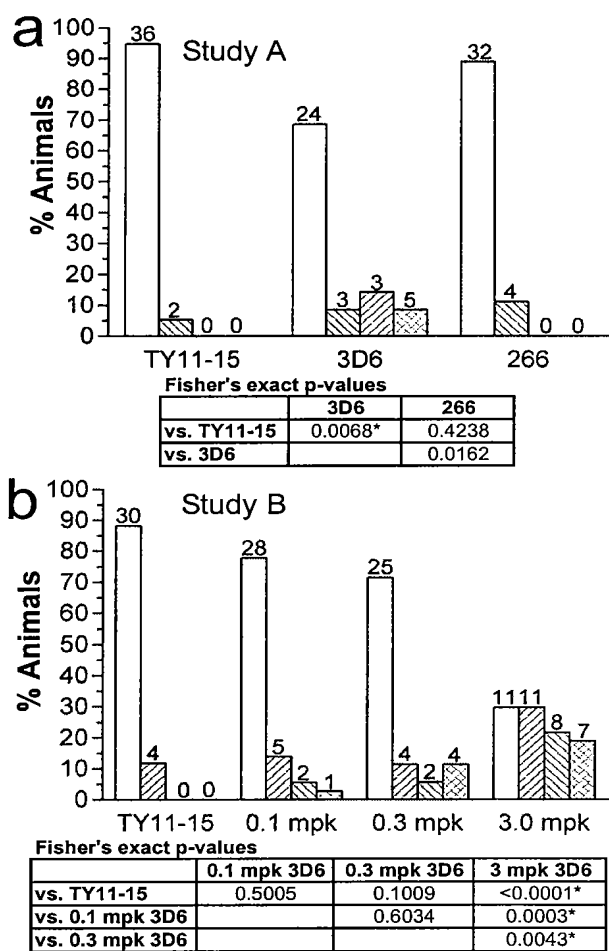 a
Study A
% Animals
100
90
80
70
60
50
40
30
20
10
0
36
2
0 0
24
3
3
5
32
4
0 0
TY11-15 3D6 266
Fisher's exact p-values
3D6 266
vs. TY11-15 0.0068* 0.4238
vs. 3D6 0.0162
b
Study B
% Animals
100
90
80
70
60
50
40
30
20
10
0
30
4
0 0
28
5
2
1
25
4
2
4
11 11
8
7
TY11-15 0.1 mpk 0.3 mpk 3.0 mpk
Fisher's exact p-values
0.1 mpk 3D6 0.3 mpk 3D6 3 mpk 3D6
vs. TY11-15 0.5005 0.1009 <0.0001*
vs. 0.1 mpk 3D6 0.6034 0.0003*
vs. 0.3 mpk 3D6 0.0043*